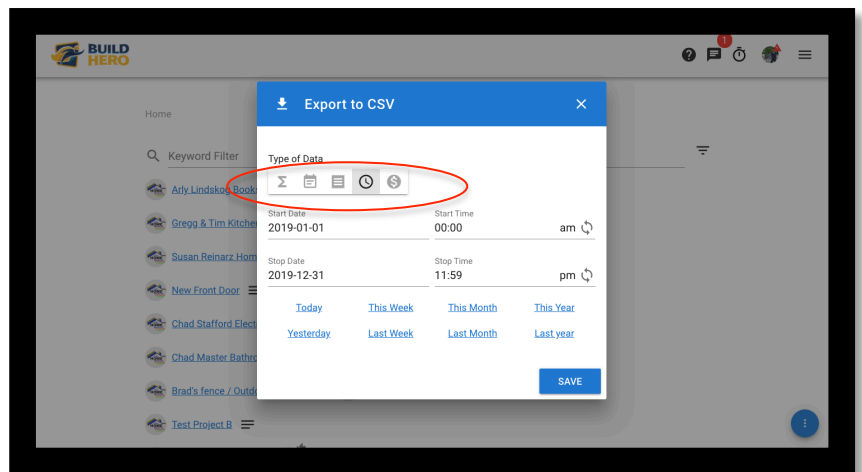 BUILD
HERO
1
Export to CSV
Home
Keyword Filter
Type of Data
Arly Lindskog Books
Start Date
Start Time
2019-01-01
00:00
am
Gregg & Tim Kitche
Susan Reinarz Hom
Stop Date
Stop Time
2019-12-31
11:59
pm
New Front Door
Today
This Week
This Month
This Year
Chad Stafford Elect
Yesterday
Last Week
Last Month
Last year
Chad Master Bathro
SAVE
Brad's fence / Outdo
Test Project B